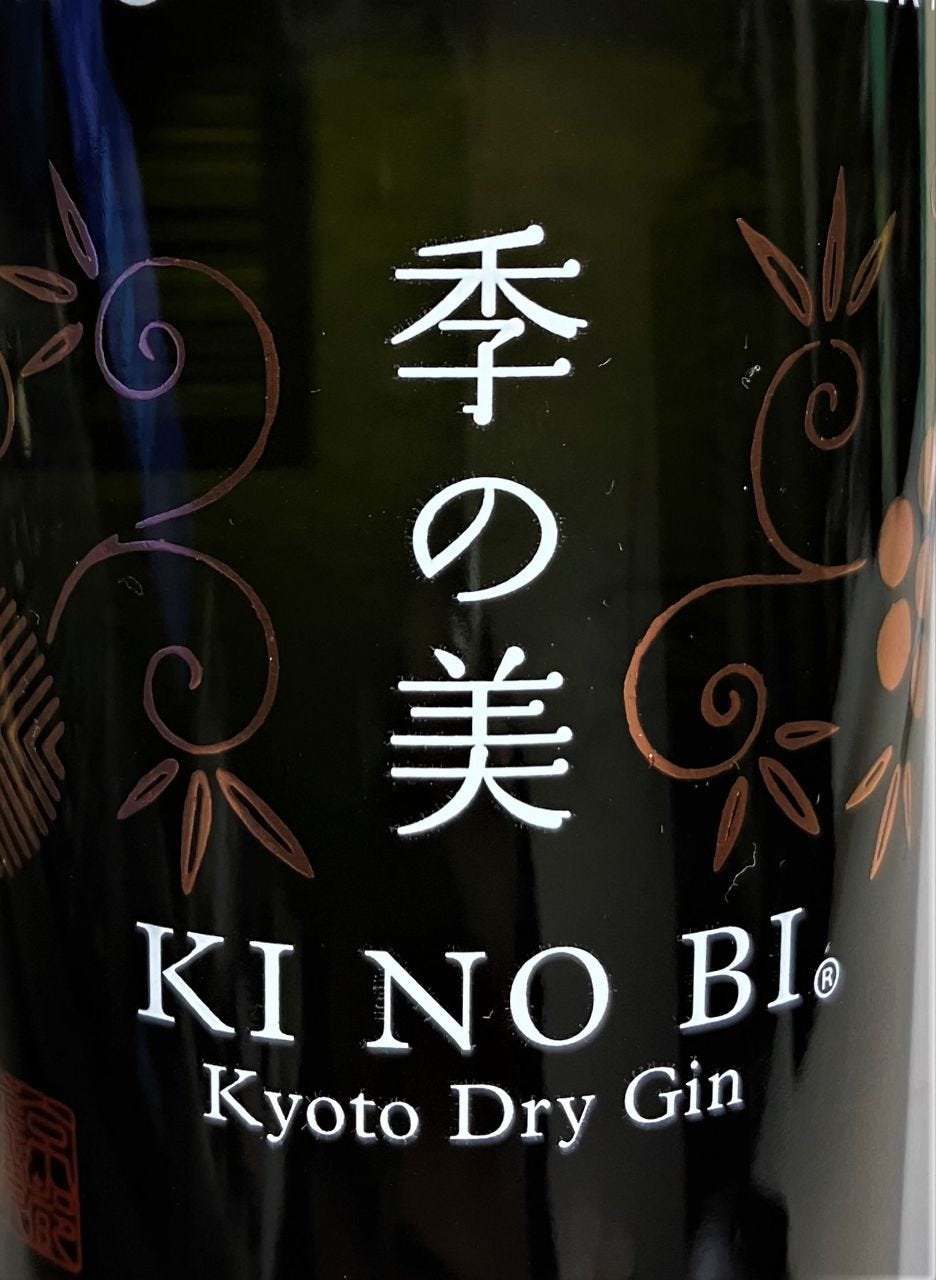 季の美
KI NO BI®
Kyoto Dry Gin